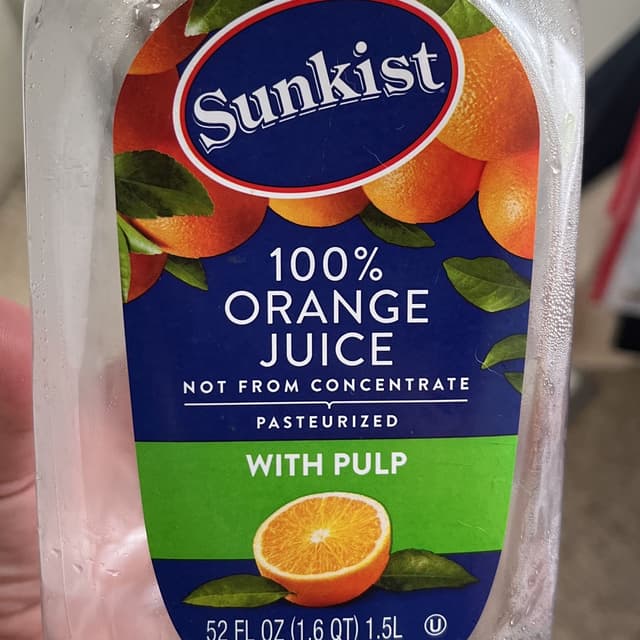 Sunkist
100%
ORANGE
JUICE
NOT FROM CONCENTRATE
PASTEURIZED
WITH PULP
52 FL OZ (1.6 QT) 1.5L U